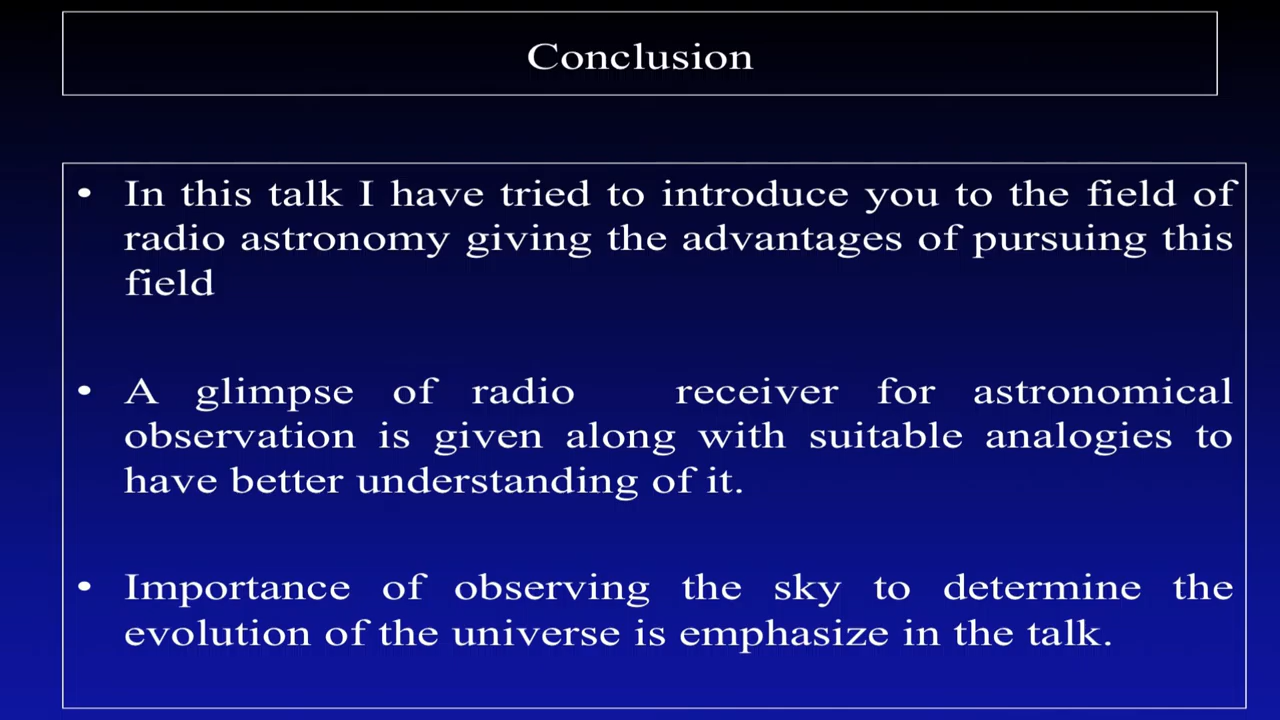 Conclusion
• In this talk I have tried to introduce you to the field of
radio astronomy giving the advantages of pursuing this
field
• A glimpse of radio receiver for astronomical
observation is given along with suitable analogies to
have better understanding of it.
• Importance of observing the sky to determine the
evolution of the universe is emphasize in the talk.